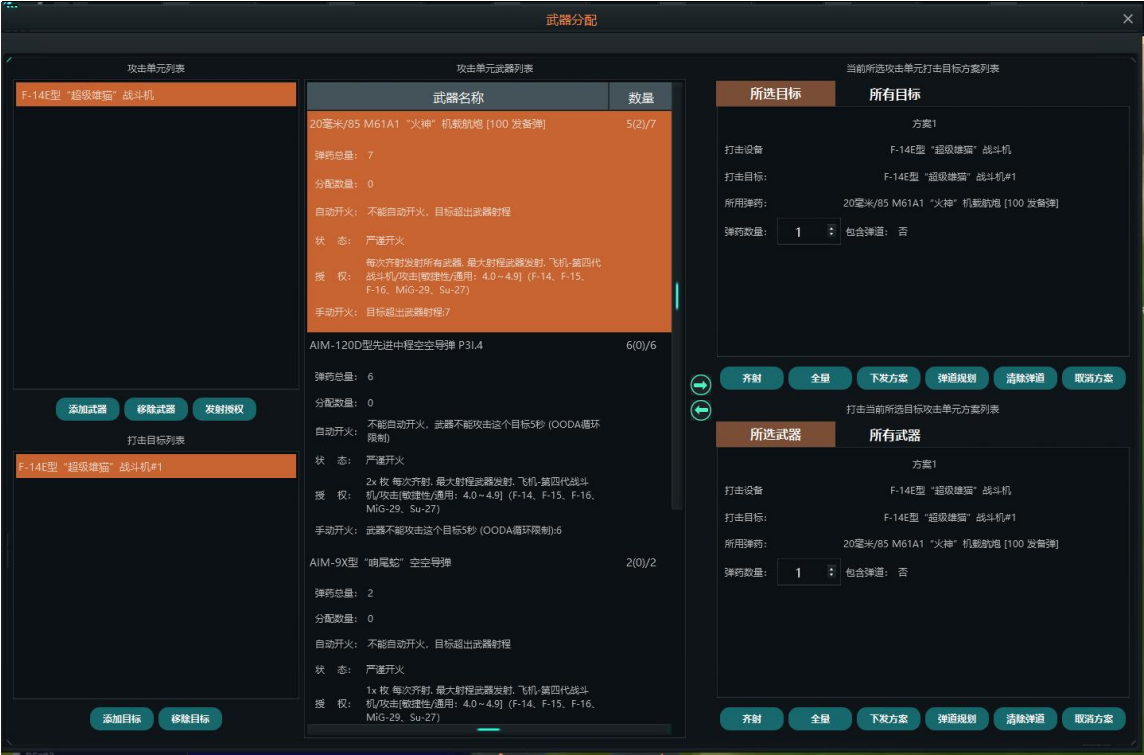 武器分配
攻击单元列表
F-14E型“超级雄猫”战斗机
添加武器 移除武器 发射授权
打击目标列表
F-14E型“超级雄猫”战斗机#1
添加目标 移除目标
攻击单元武器列表
武器名称 数量
20毫米/85 M61A1“火神”机载航炮 [100 发备弹] 5(2)/7
弹药总量: 7
分配数量: 0
自动开火: 不能自动开火, 目标超出武器射程
状 态: 严谨开火
每次齐射发射所有武器, 最大射程武器发射, 飞机-第四代
授 权: 战斗机/攻击[敏捷性/通用: 4.0～4.9] (F-14、F-15、
F-16、MiG-29、Su-27)
手动开火: 目标超出武器射程:7
AIM-120D型先进中程空空导弹 P3I.4 6(0)/6
弹药总量: 6
分配数量: 0
自动开火: 不能自动开火, 武器不能攻击这个目标5秒 (OODA循环
限制)
状 态: 严谨开火
2x 枚 每次齐射, 最大射程武器发射, 飞机-第四代战斗
授 权: 机/攻击[敏捷性/通用: 4.0～4.9] (F-14、F-15、F-16、
MiG-29、Su-27)
手动开火: 武器不能攻击这个目标5秒 (OODA循环限制):6
AIM-9X型“响尾蛇”空空导弹 2(0)/2
弹药总量: 2
分配数量: 0
自动开火: 不能自动开火, 目标超出武器射程
状 态: 严谨开火
1x 枚 每次齐射, 最大射程武器发射, 飞机-第四代战斗
授 权: 机/攻击[敏捷性/通用: 4.0～4.9] (F-14、F-15、F-16、
MiG-29、Su-27)
当前所选攻击单元打击目标方案列表
所选目标 所有目标
方案1
打击设备 F-14E型“超级雄猫”战斗机
打击目标: F-14E型“超级雄猫”战斗机#1
所用弹药: 20毫米/85 M61A1“火神”机载航炮 [100 发备弹]
弹药数量: 1 包含弹道: 否
齐射 全量 下发方案 弹道规划 清除弹道 取消方案
打击当前所选目标攻击单元方案列表
所选武器 所有武器
方案1
打击设备 F-14E型“超级雄猫”战斗机
打击目标: F-14E型“超级雄猫”战斗机#1
所用弹药: 20毫米/85 M61A1“火神”机载航炮 [100 发备弹]
弹药数量: 1 包含弹道: 否
齐射 全量 下发方案 弹道规划 清除弹道 取消方案